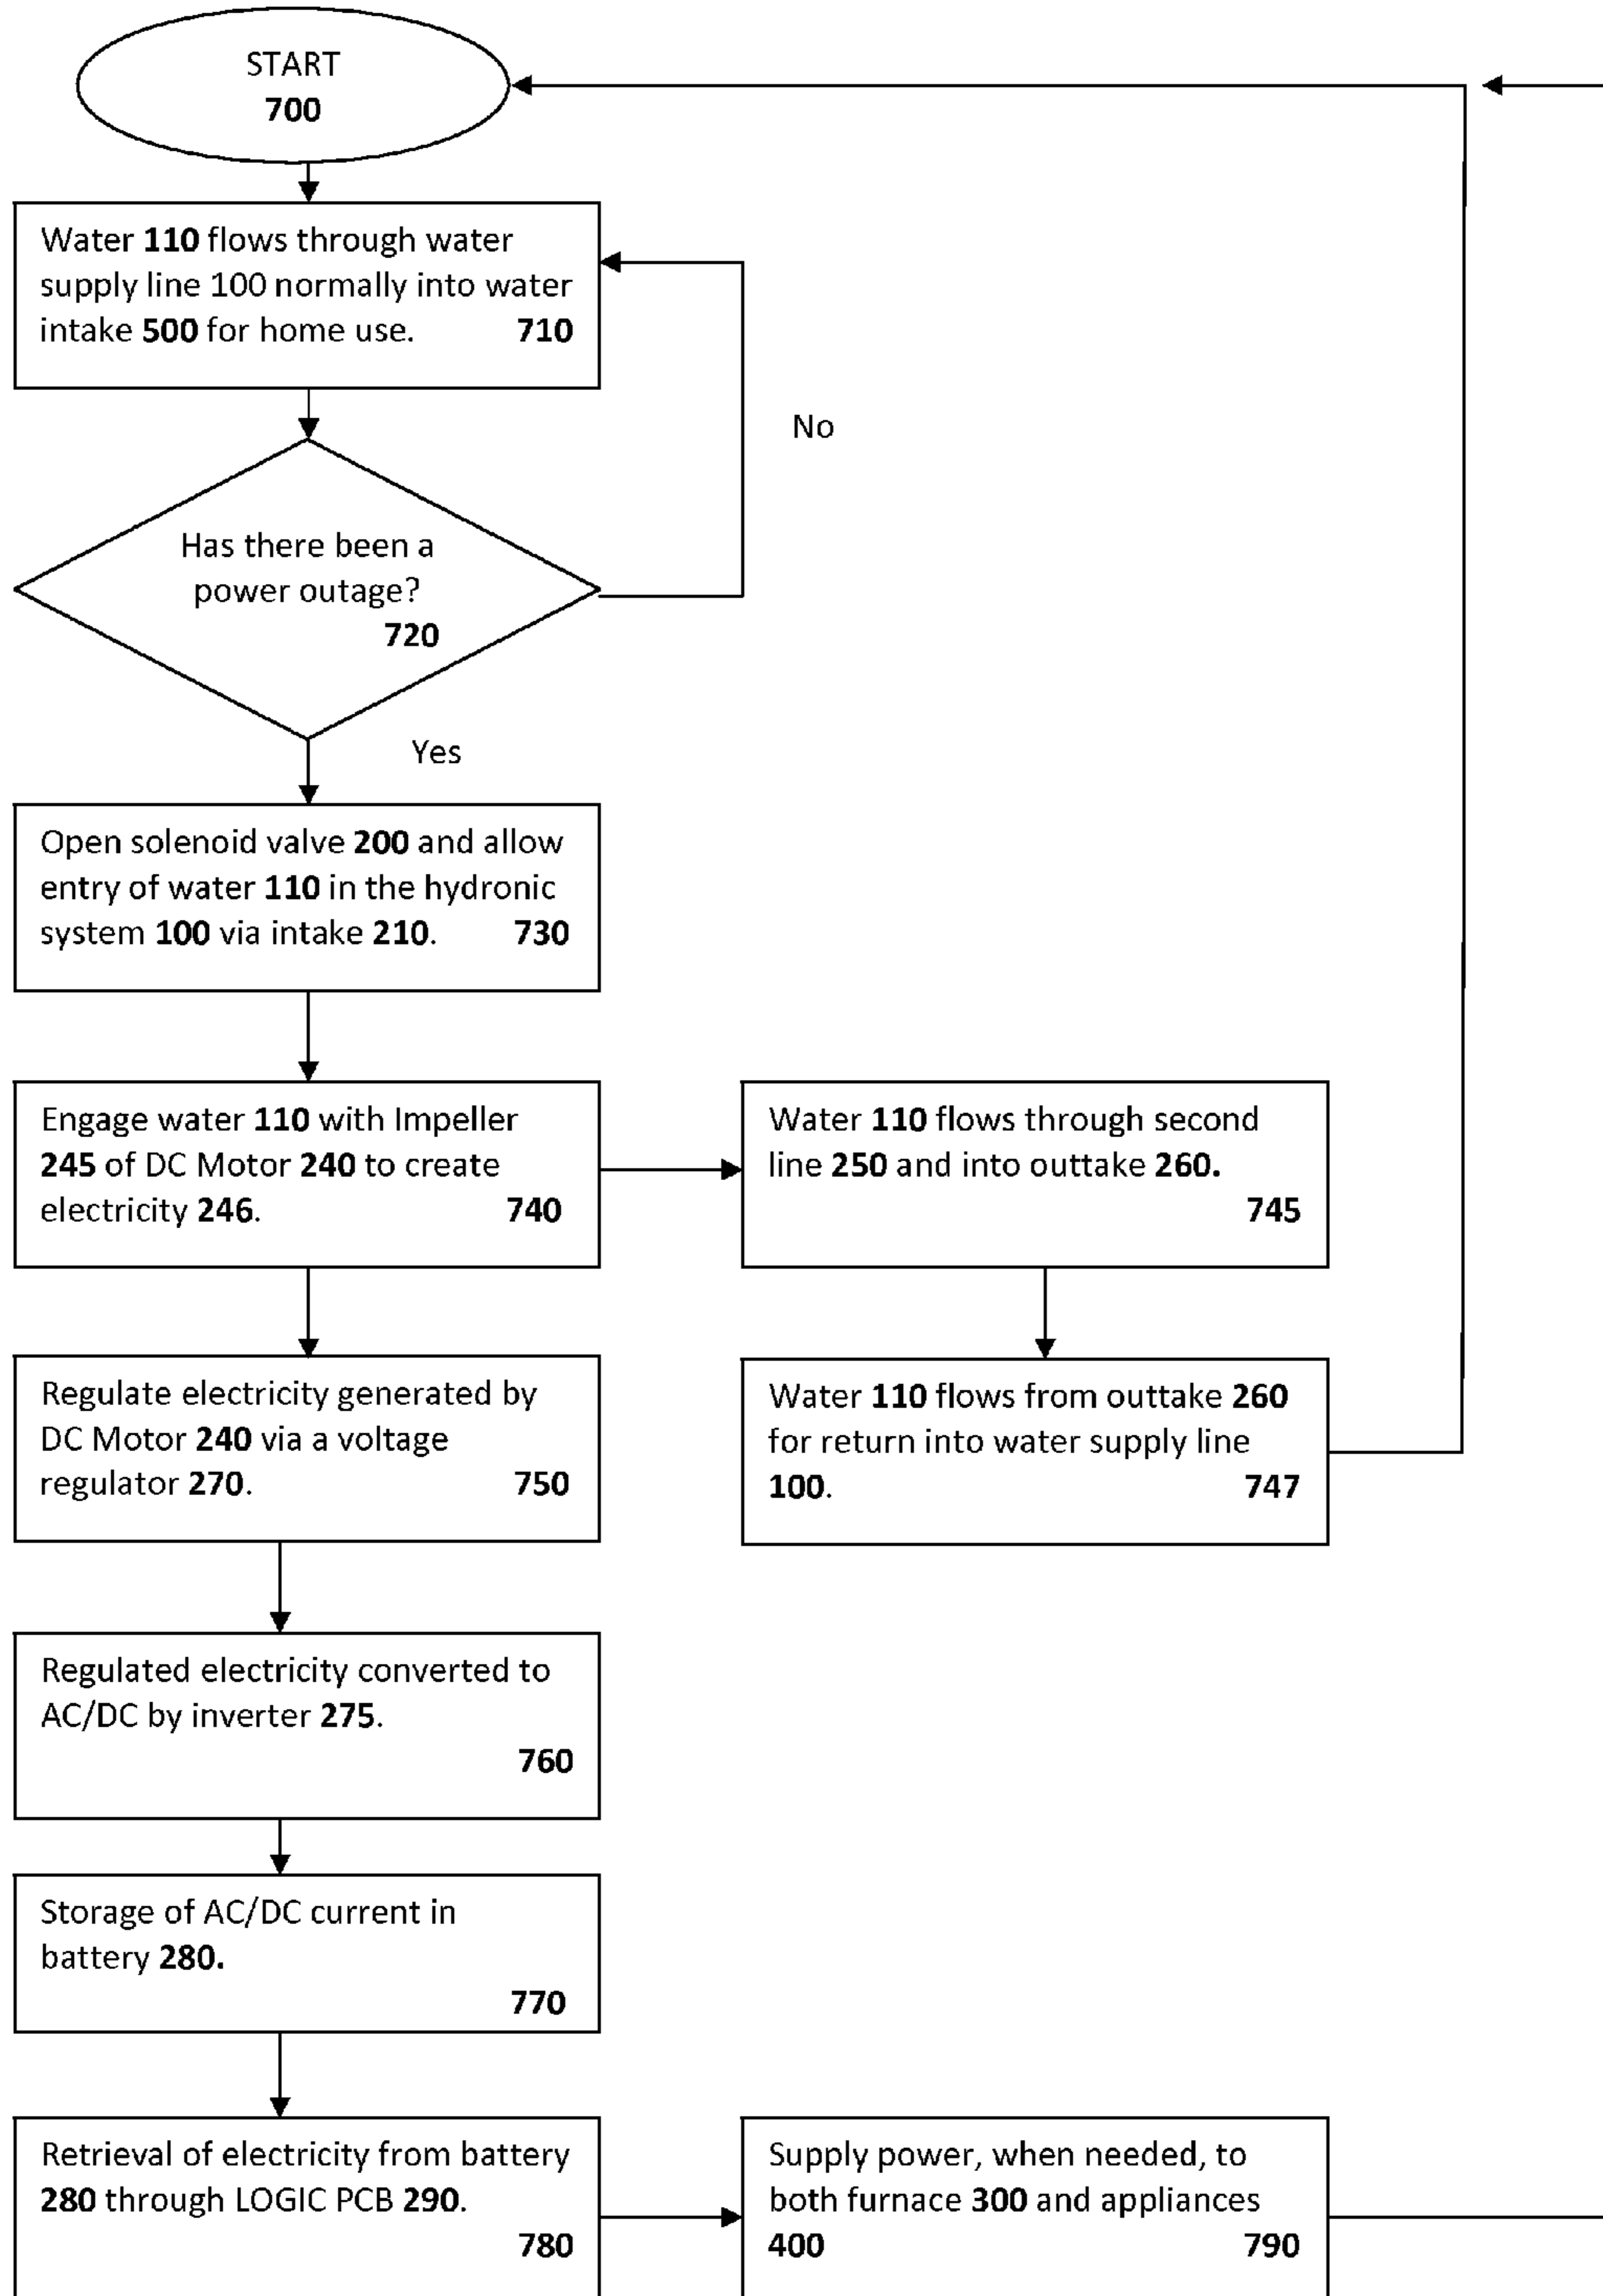 START
700
Water 110 flows through water
supply line 100 normally into water
intake 500 for home use. 710
No
Has there been a
power outage?
720
Yes
Open solenoid valve 200 and allow
entry of water 110 in the hydronic
system 100 via intake 210. 730
Engage water 110 with Impeller
245 of DC Motor 240 to create
electricity 246. 740
Water 110 flows through second
line 250 and into outtake 260.
745
Regulate electricity generated by
DC Motor 240 via a voltage
regulator 270. 750
Water 110 flows from outtake 260
for return into water supply line
100. 747
Regulated electricity converted to
AC/DC by inverter 275.
760
Storage of AC/DC current in
battery 280.
770
Retrieval of electricity from battery
280 through LOGIC PCB 290.
780
Supply power, when needed, to
both furnace 300 and appliances
400 790